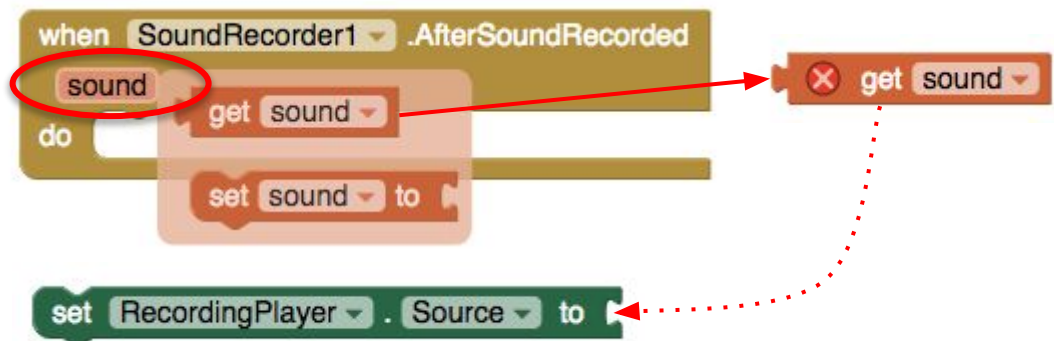 when SoundRecorder1 .AfterSoundRecorded
sound
get sound
get sound
do
set sound to
set RecordingPlayer . Source to